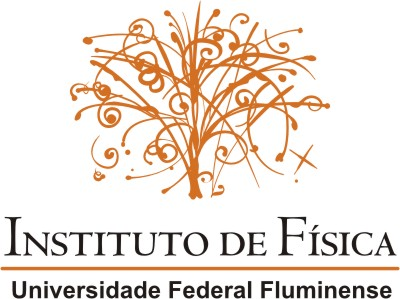 INSTITUTO DE FÍSICA
Universidade Federal Fluminense